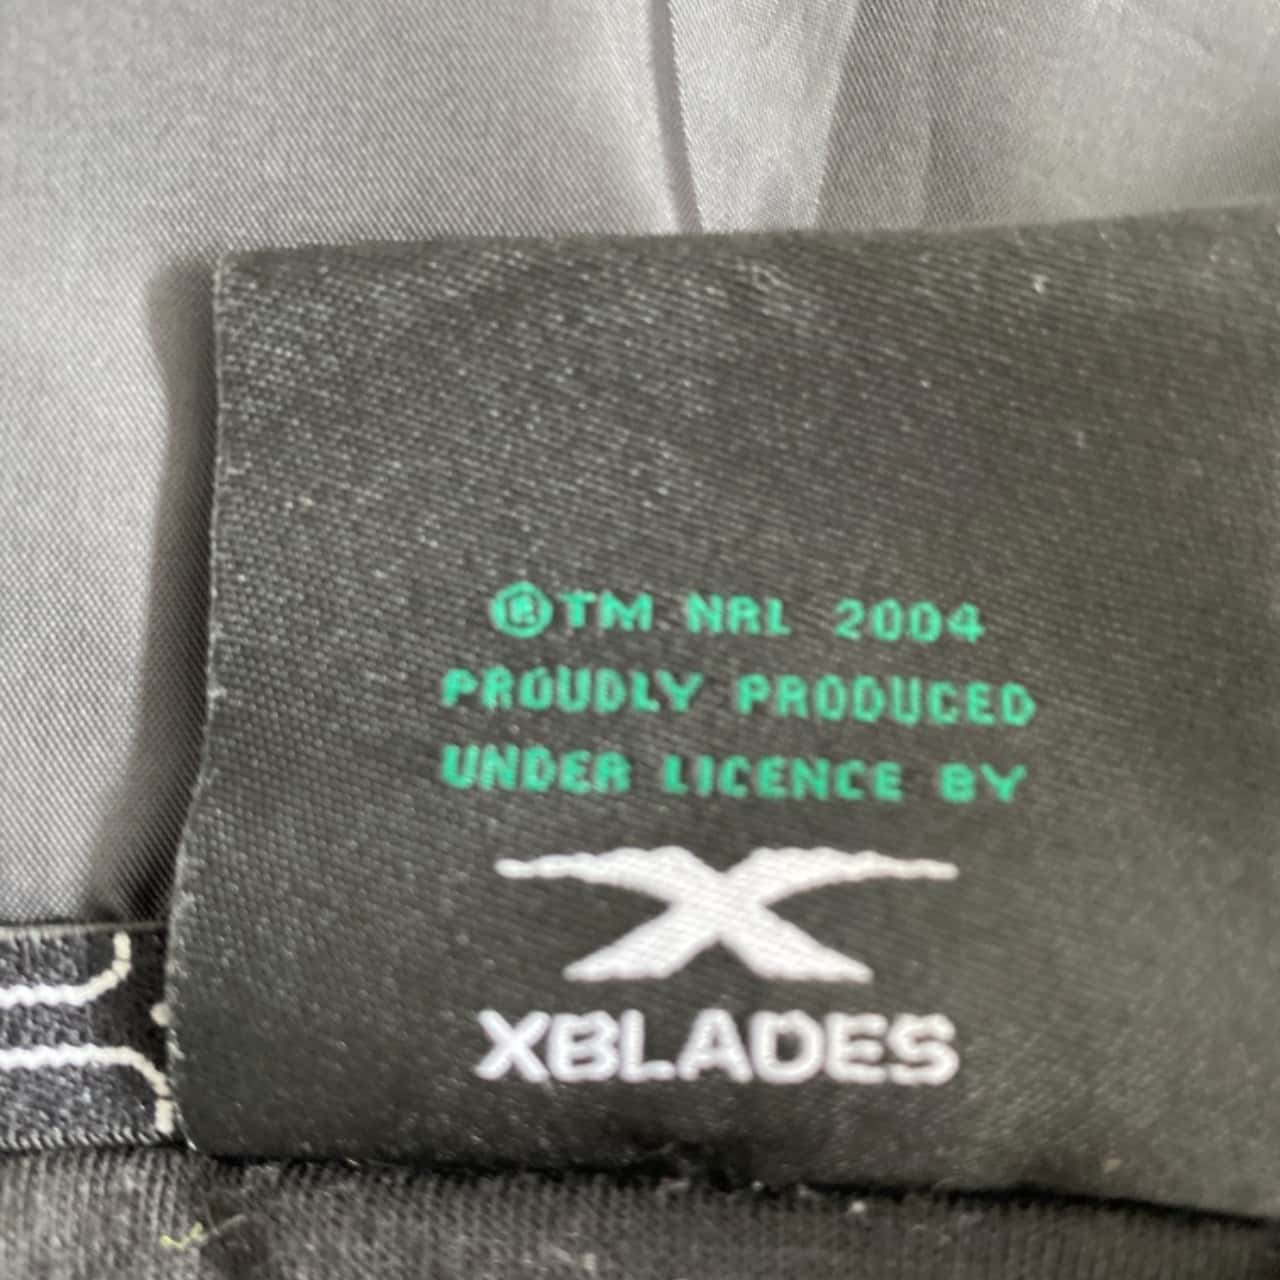 ®TM NRL 2004
PROUDLY PRODUCED
UNDER LICENCE BY
X
XBLADES